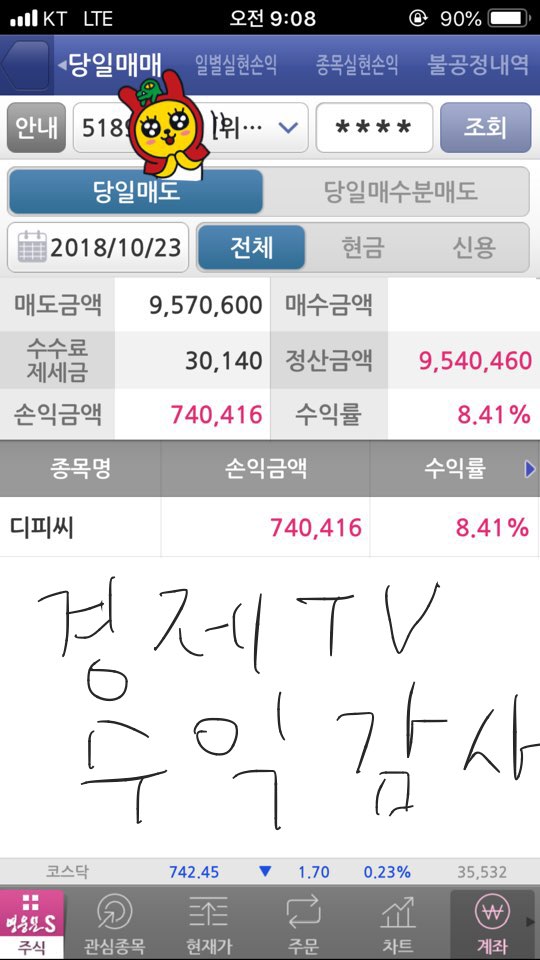 KT LTE 오전 9:08 90%
당일매매 일별실현손익 종목실현손익 불공정내역
안내 518 위... **** 조회
당일매도 당일매수분매도
2018/10/23 전체 현금 신용
매도금액 9,570,600 매수금액
수수료
제세금 30,140 정산금액 9,540,460
손익금액 740,416 수익률 8.41%
종목명 손익금액 수익률
디피씨 740,416 8.41%
경제TV
수익감사
코스닥 742.45 ▼ 1.70 0.23% 35,532
영웅문S
주식 관심종목 현재가 주문 차트 계좌